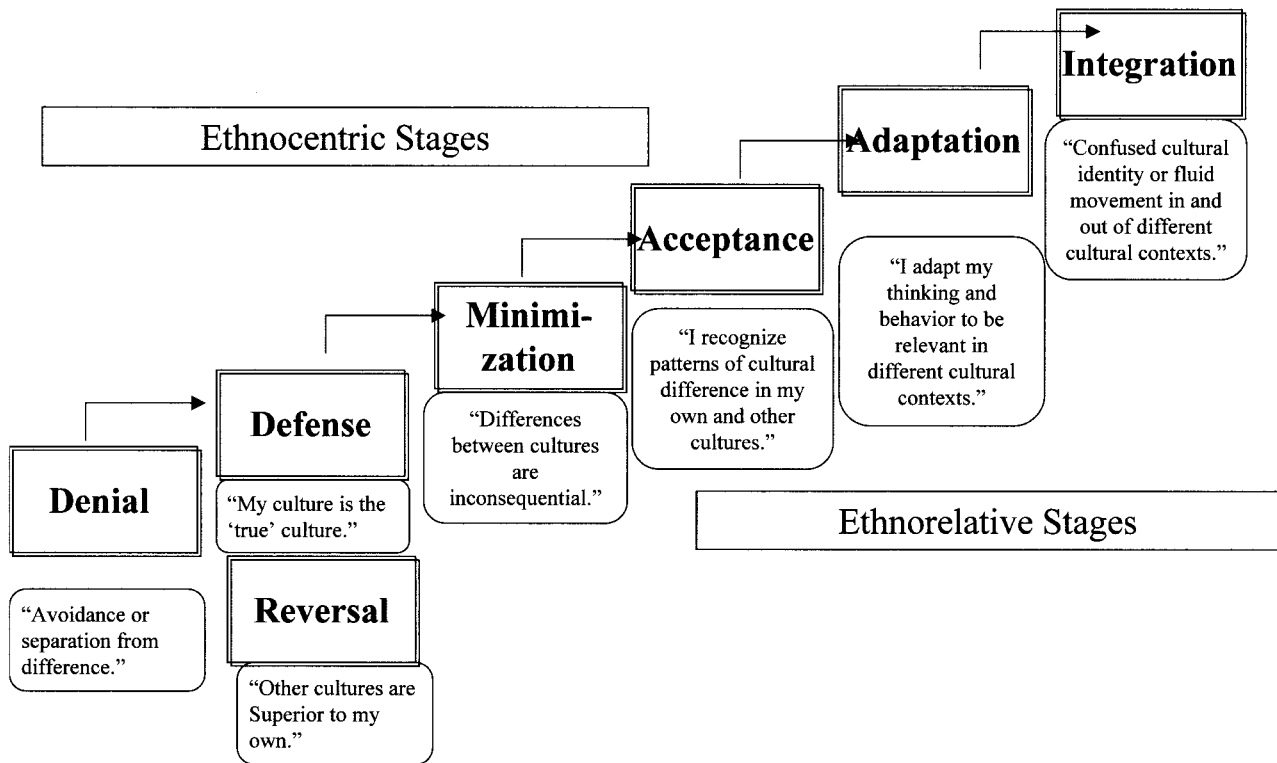 Ethnocentric Stages
Denial
“Avoidance or
separation from
difference.”
Defense
“My culture is the
‘true’ culture.”
Reversal
“Other cultures are
Superior to my
own.”
Minimi-
zation
“Differences
between cultures
are
inconsequential.”
Acceptance
“I recognize
patterns of cultural
difference in my
own and other
cultures.”
Adaptation
“I adapt my
thinking and
behavior to be
relevant in
different cultural
contexts.”
Integration
“Confused cultural
identity or fluid
movement in and
out of different
cultural contexts.”
Ethnorelative Stages